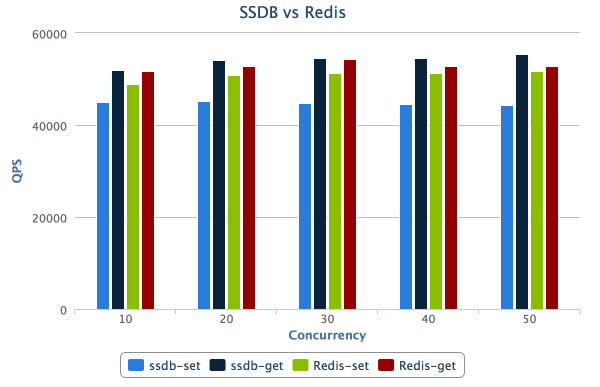 SSDB vs Redis
60000
40000
20000
0
QPS
10 20 30 40 50
Concurrency
ssdb-set ssdb-get Redis-set Redis-get